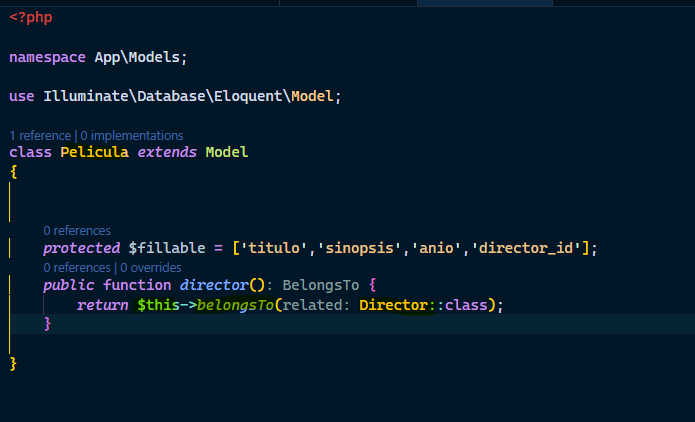 <?php
namespace App\Models;
use Illuminate\Database\Eloquent\Model;
1 reference | 0 implementations
class Pelicula extends Model
{
0 references
protected $fillable = ['titulo','sinopsis','anio','director_id'];
0 references | 0 overrides
public function director(): BelongsTo {
return $this->belongsTo(related: Director::class);
}
}